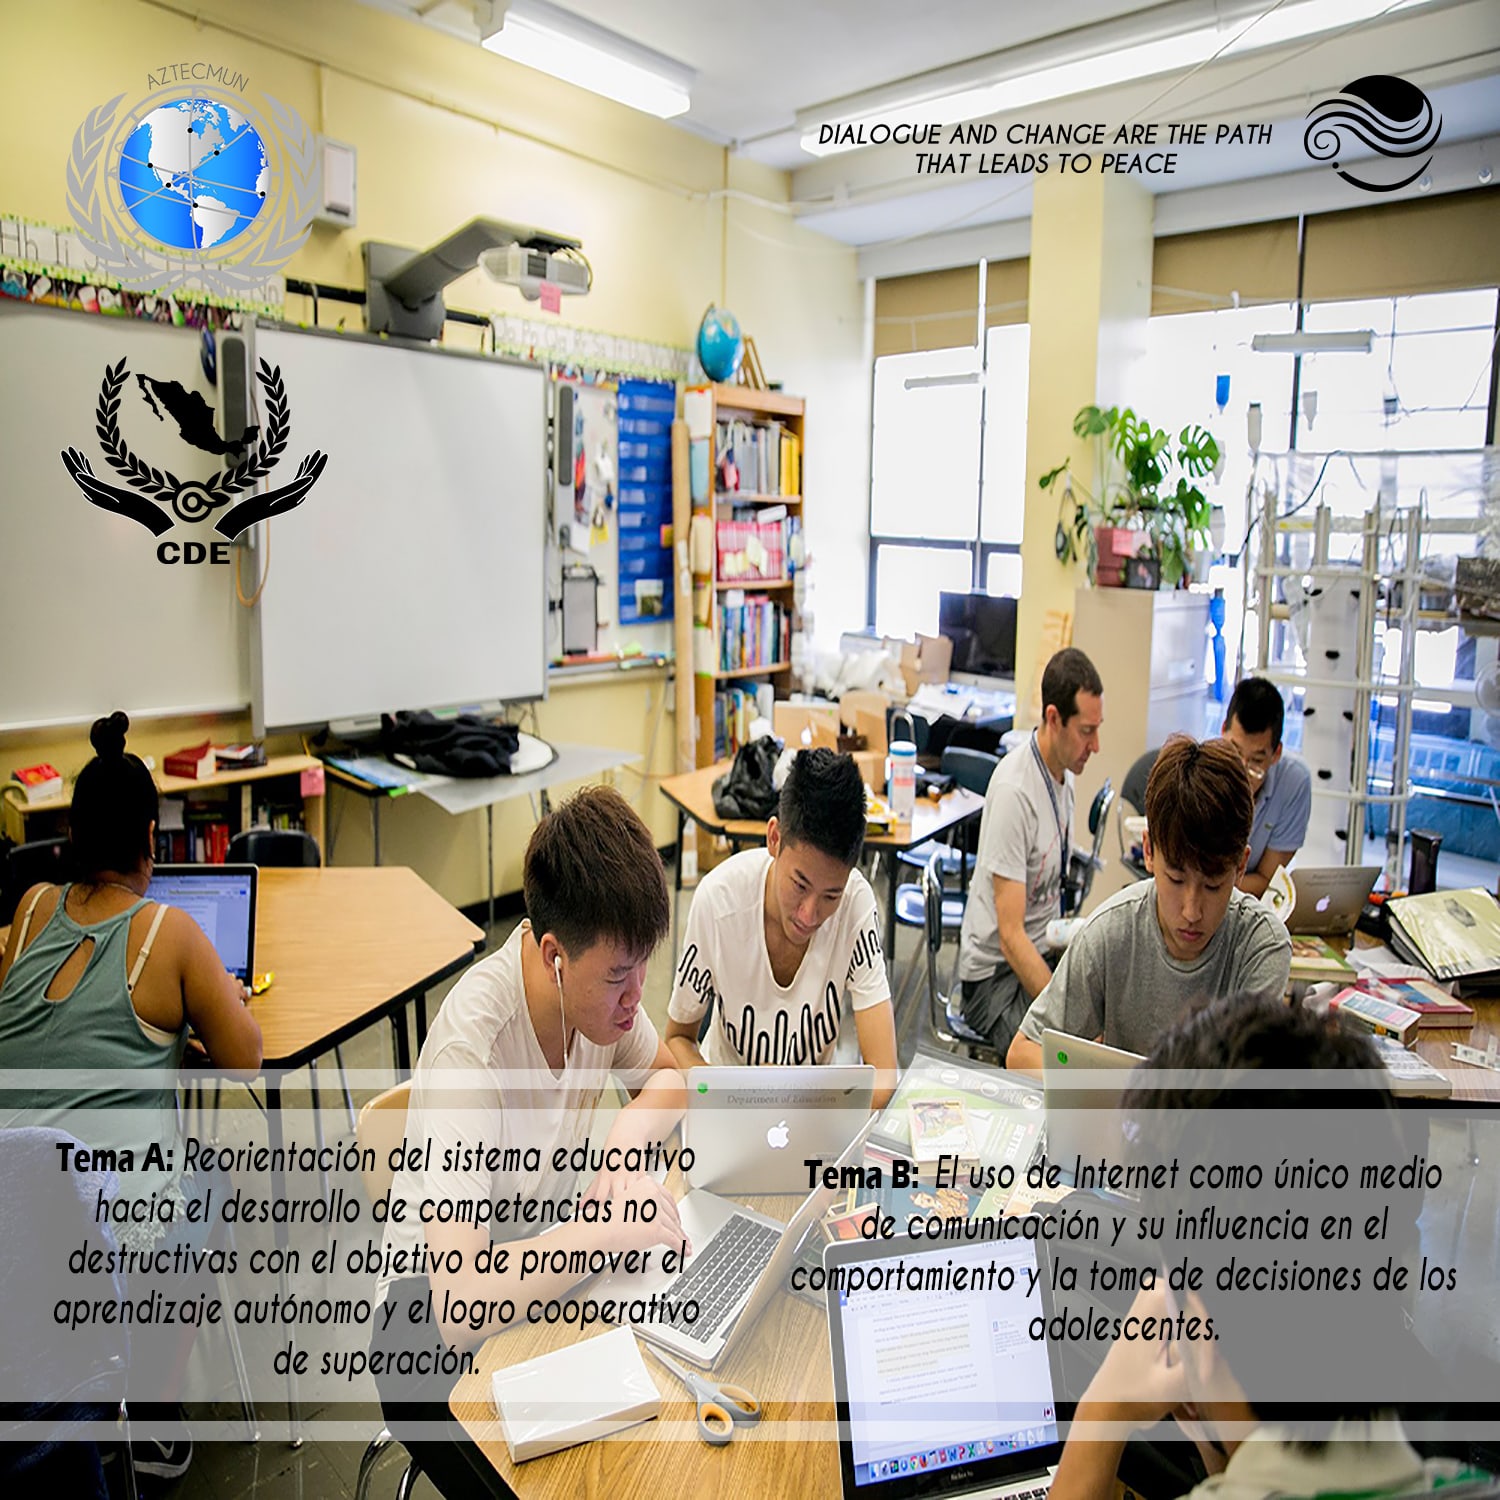 AZTECMUN
DIALOGUE AND CHANGE ARE THE PATH
THAT LEADS TO PEACE
CDE
Department of Education
Tema A: Reorientación del sistema educativo
hacia el desarrollo de competencias no
destructivas con el objetivo de promover el
aprendizaje autónomo y el logro cooperativo
de superación.
Tema B: El uso de Internet como único medio
de comunicación y su influencia en el
comportamiento y la toma de decisiones de los
adolescentes.